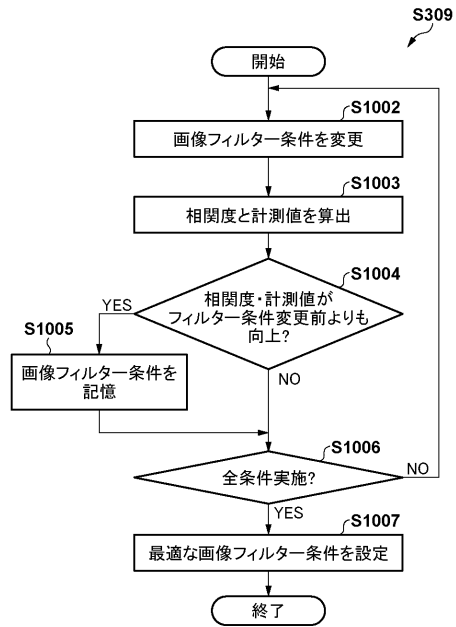 S309
開始
S1002
画像フィルター条件を変更
S1003
相関度と計測値を算出
S1004
相関度・計測値が
フィルター条件変更前よりも
向上?
YES
S1005
画像フィルター条件を
記憶
NO
S1006
全条件実施?
NO
YES
S1007
最適な画像フィルター条件を設定
終了